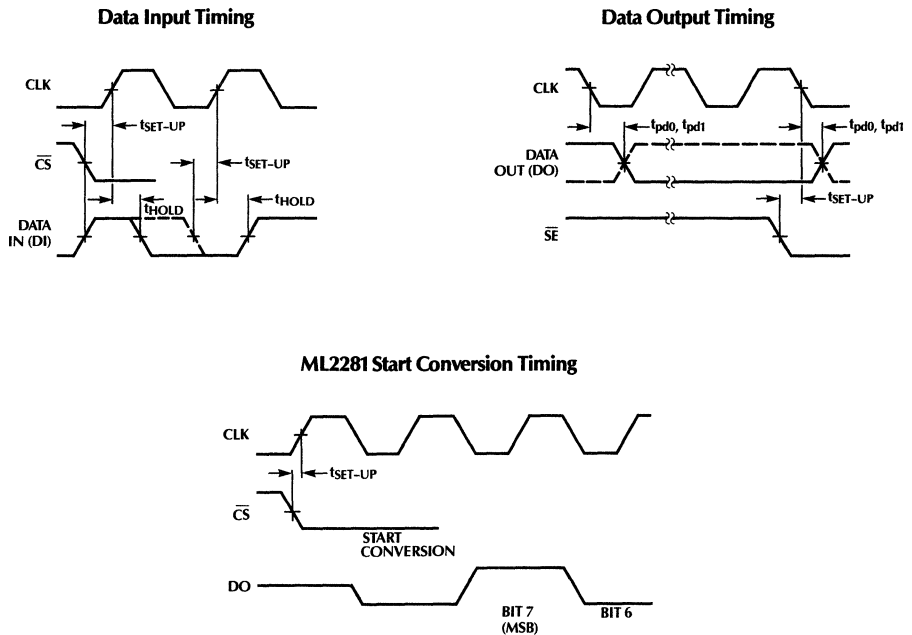 Data Input Timing
CLK
tSET–UP
CS
tSET–UP
tHOLD
tHOLD
DATA
IN (DI)
Data Output Timing
CLK
tpd0, tpd1
tpd0, tpd1
DATA
OUT (DO)
tSET–UP
SE
ML2281 Start Conversion Timing
CLK
tSET–UP
CS
START
CONVERSION
DO
BIT 7
(MSB)
BIT 6